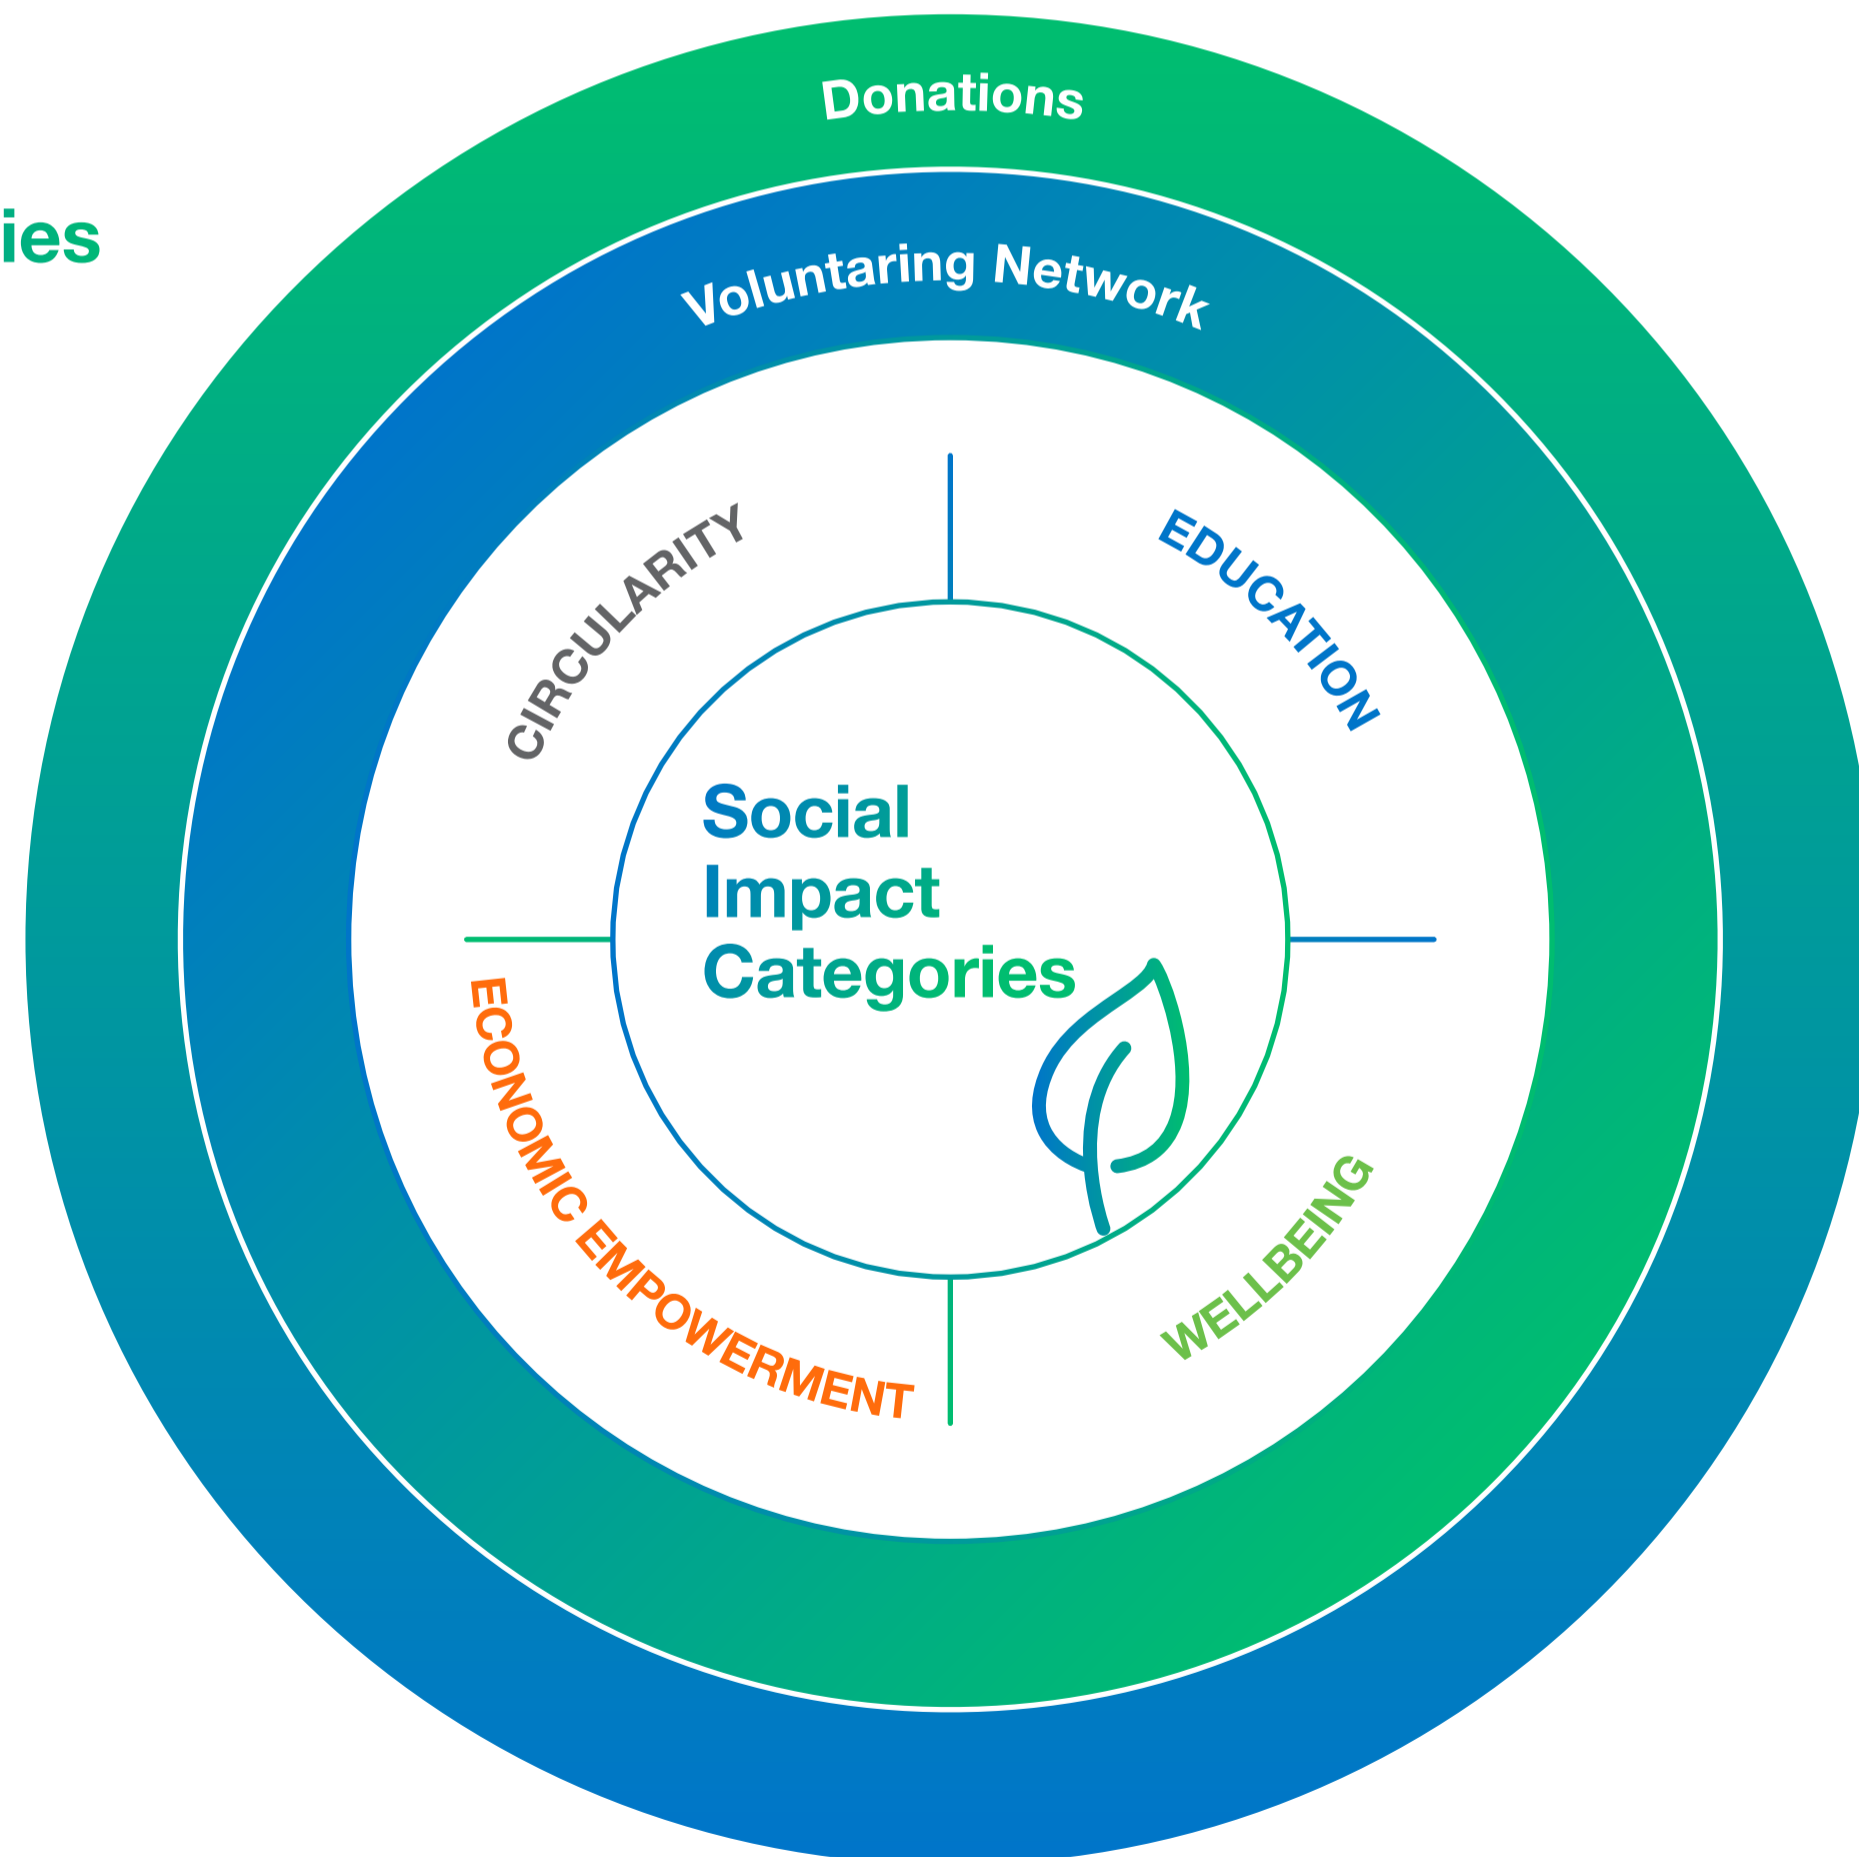 Donations
ies
Voluntaring Network
CIRCULARITY
EDUCATION
Social
Impact
Categories
ECONOMIC EMPOWERMENT
WELLBEING